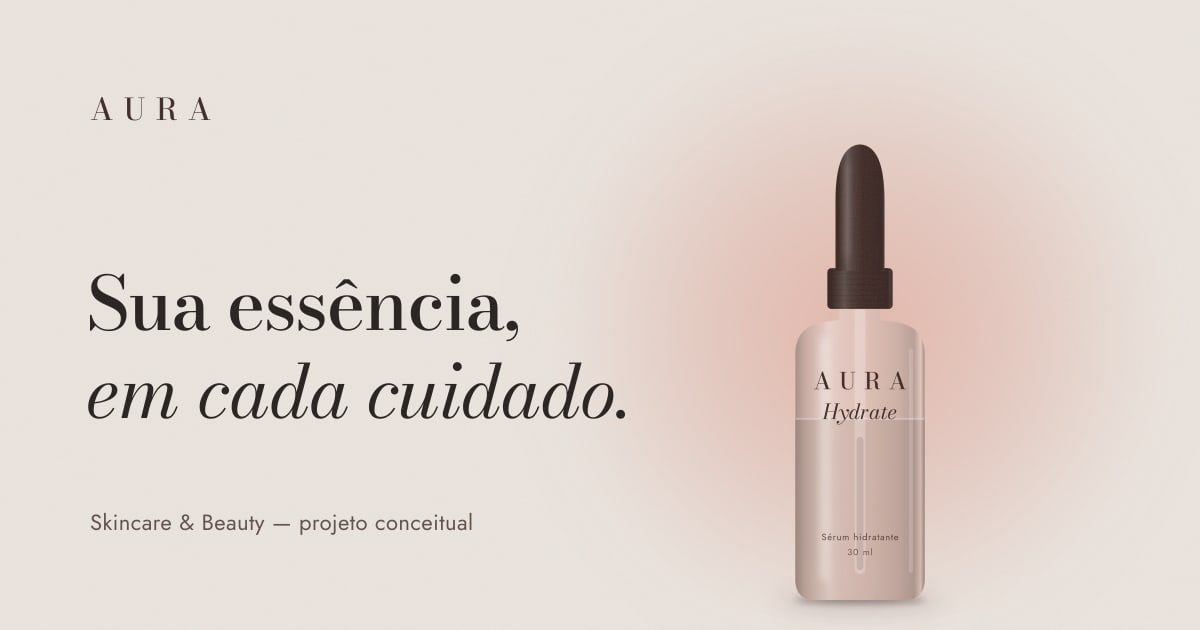 AURA
Sua essência,
em cada cuidado.
Skincare & Beauty — projeto conceitual
AURA
Hydrate
Sérum hidratante
30 ml